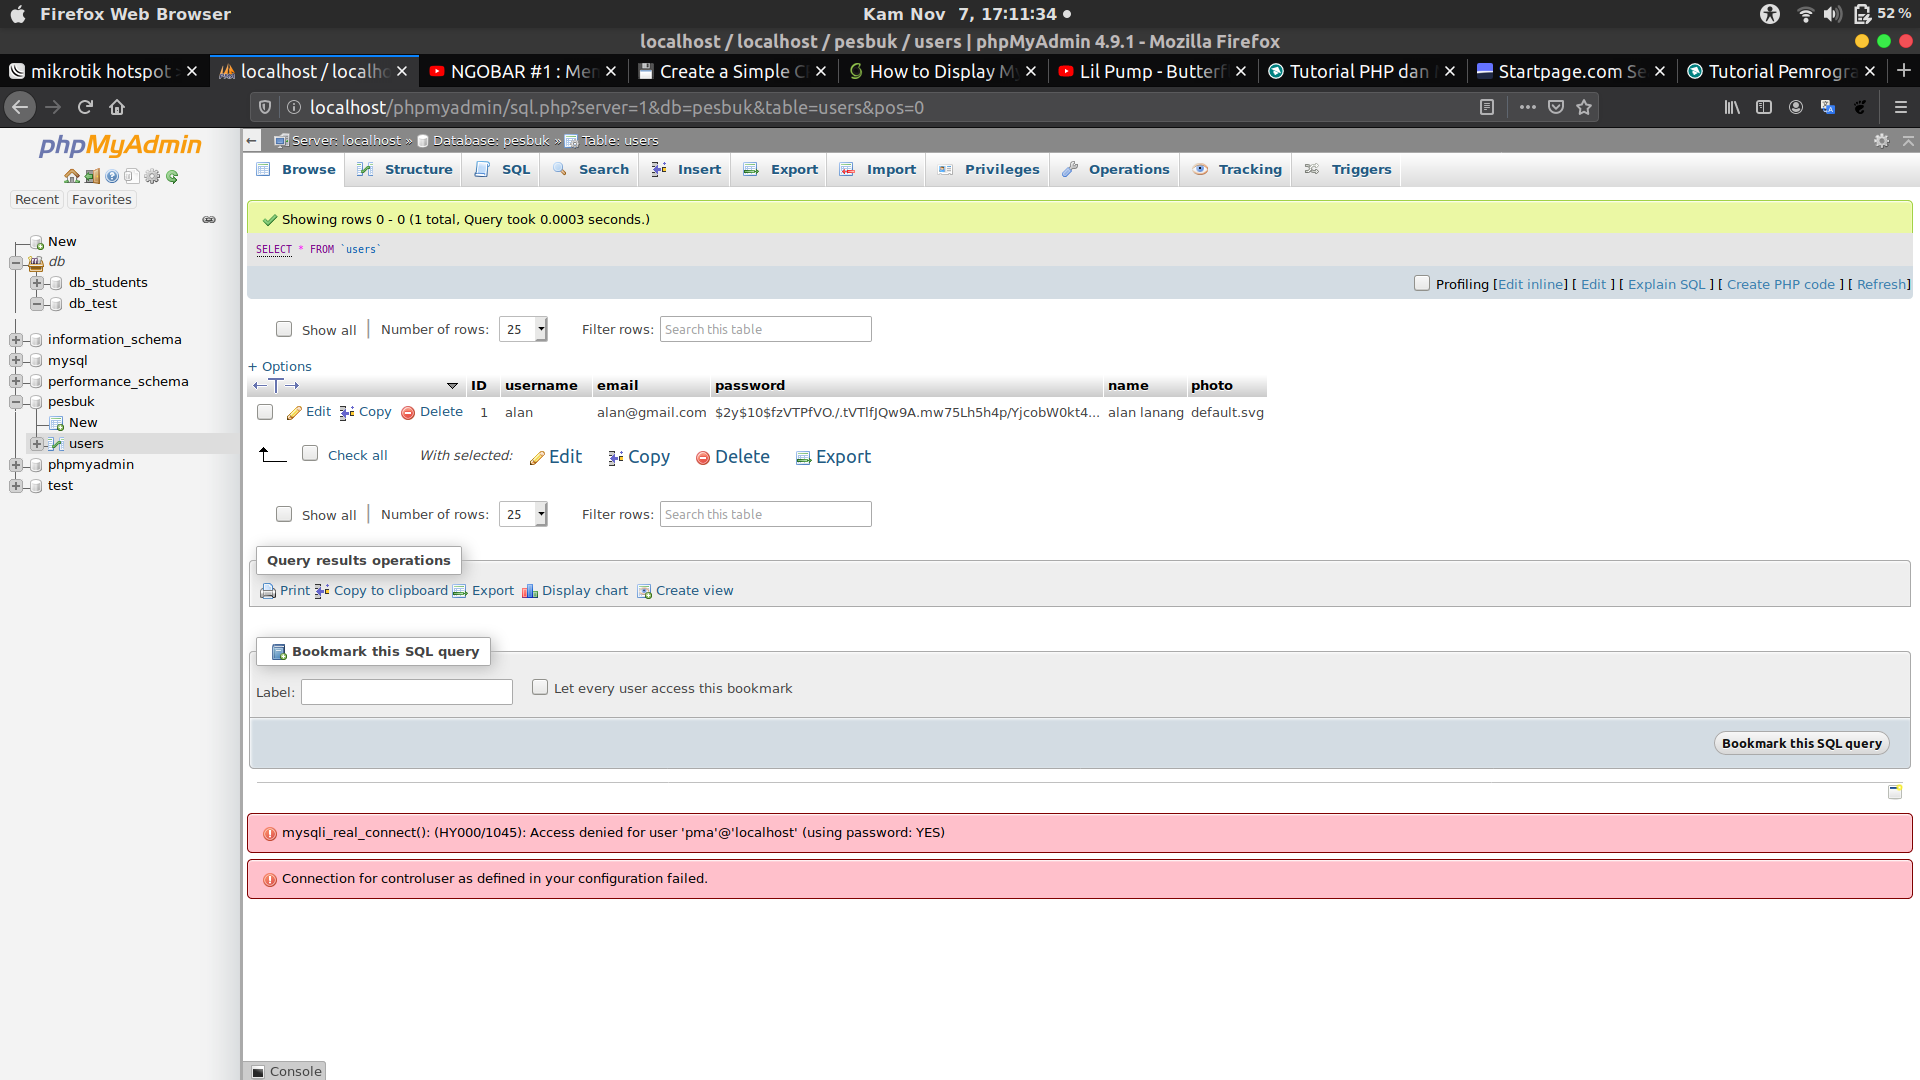 Firefox Web Browser
Kam Nov 7, 17:11:34
52 %
localhost / localhost / pesbuk / users | phpMyAdmin 4.9.1 - Mozilla Firefox
mikrotik hotspot
localhost / localho
NGOBAR #1 : Men
Create a Simple C
How to Display My
Lil Pump - Butterf
Tutorial PHP dan
Startpage.com Se
Tutorial Pemrogra
localhost/phpmyadmin/sql.php?server=1&db=pesbuk&table=users&pos=0
phpMyAdmin
Recent
Favorites
New
db
db_students
db_test
information_schema
mysql
performance_schema
pesbuk
New
users
phpmyadmin
test
Server: localhost » Database: pesbuk » Table: users
Browse
Structure
SQL
Search
Insert
Export
Import
Privileges
Operations
Tracking
Triggers
Showing rows 0 - 0 (1 total, Query took 0.0003 seconds.)
SELECT * FROM `users`
Profiling [Edit inline] [ Edit ] [ Explain SQL ] [ Create PHP code ] [ Refresh]
Show all | Number of rows: 25 Filter rows: Search this table
+ Options
ID username email password name photo
Edit Copy Delete 1 alan alan@gmail.com $2y$10$fzVTPfVO./.tVTlfJQw9A.mw75Lh5h4p/YjcobW0kt4... alan lanang default.svg
Check all With selected: Edit Copy Delete Export
Show all | Number of rows: 25 Filter rows: Search this table
Query results operations
Print Copy to clipboard Export Display chart Create view
Bookmark this SQL query
Label: Let every user access this bookmark
Bookmark this SQL query
mysqli_real_connect(): (HY000/1045): Access denied for user 'pma'@'localhost' (using password: YES)
Connection for controluser as defined in your configuration failed.
Console